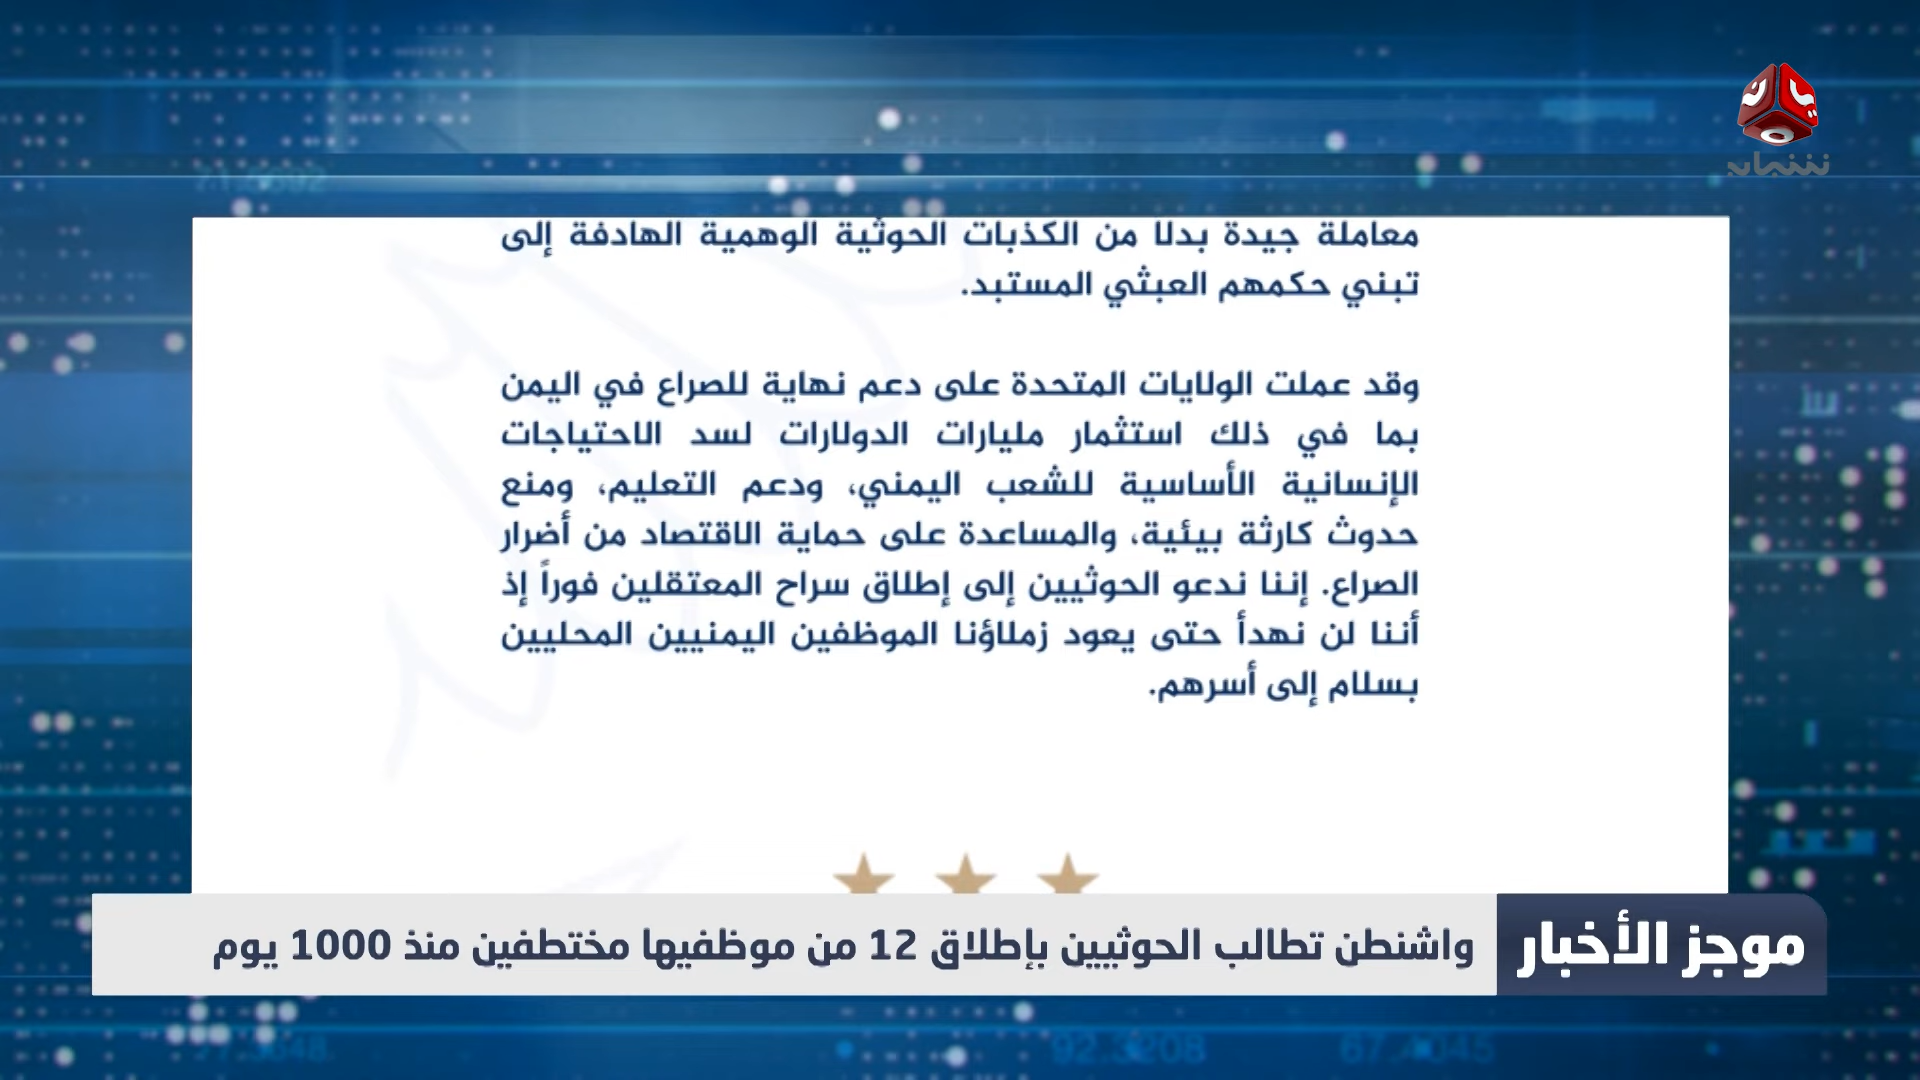 معاملة جيدة بدلا من الكذبات الحوثية الوهمية الهادفة إلى
تبني حكمهم العبثي المستبد.
وقد عملت الولايات المتحدة على دعم نهاية للصراع في اليمن
بما في ذلك استثمار مليارات الدولارات لسد الاحتياجات
الإنسانية الأساسية للشعب اليمني، ودعم التعليم، ومنع
حدوث كارثة بيئية، والمساعدة على حماية الاقتصاد من أضرار
الصراع. إننا ندعو الحوثيين إلى إطلاق سراح المعتقلين فوراً إذ
أننا لن نهدأ حتى يعود زملاؤنا الموظفين اليمنيين المحليين
بسلام إلى أسرهم.
موجز الأخبار
واشنطن تطالب الحوثيين بإطلاق 12 من موظفيها مختطفين منذ 1000 يوم